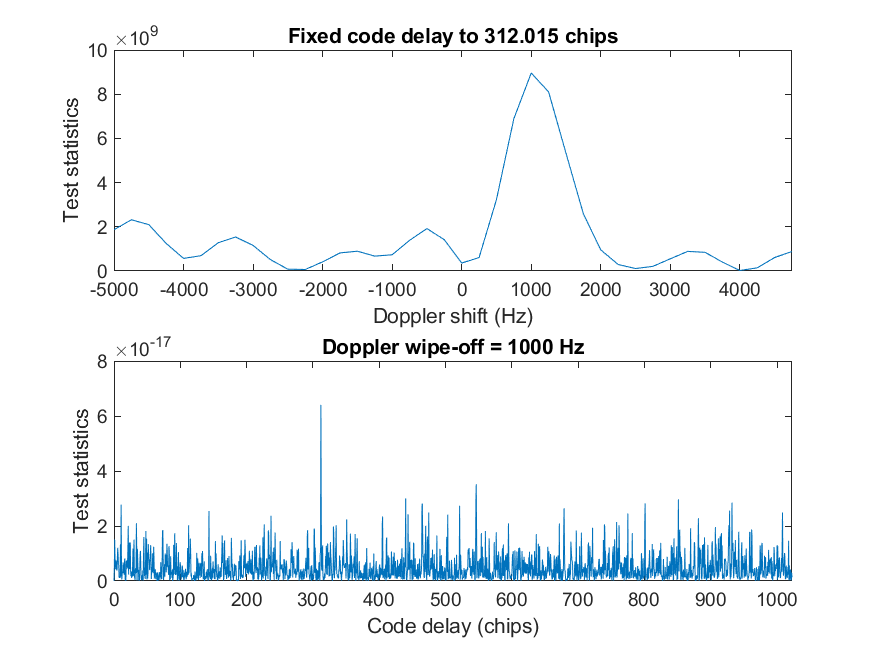 ×10^9
Fixed code delay to 312.015 chips
Test statistics
10
8
6
4
2
0
-5000 -4000 -3000 -2000 -1000 0 1000 2000 3000 4000
Doppler shift (Hz)
×10^-17
Doppler wipe-off = 1000 Hz
Test statistics
8
6
4
2
0
0 100 200 300 400 500 600 700 800 900 1000
Code delay (chips)